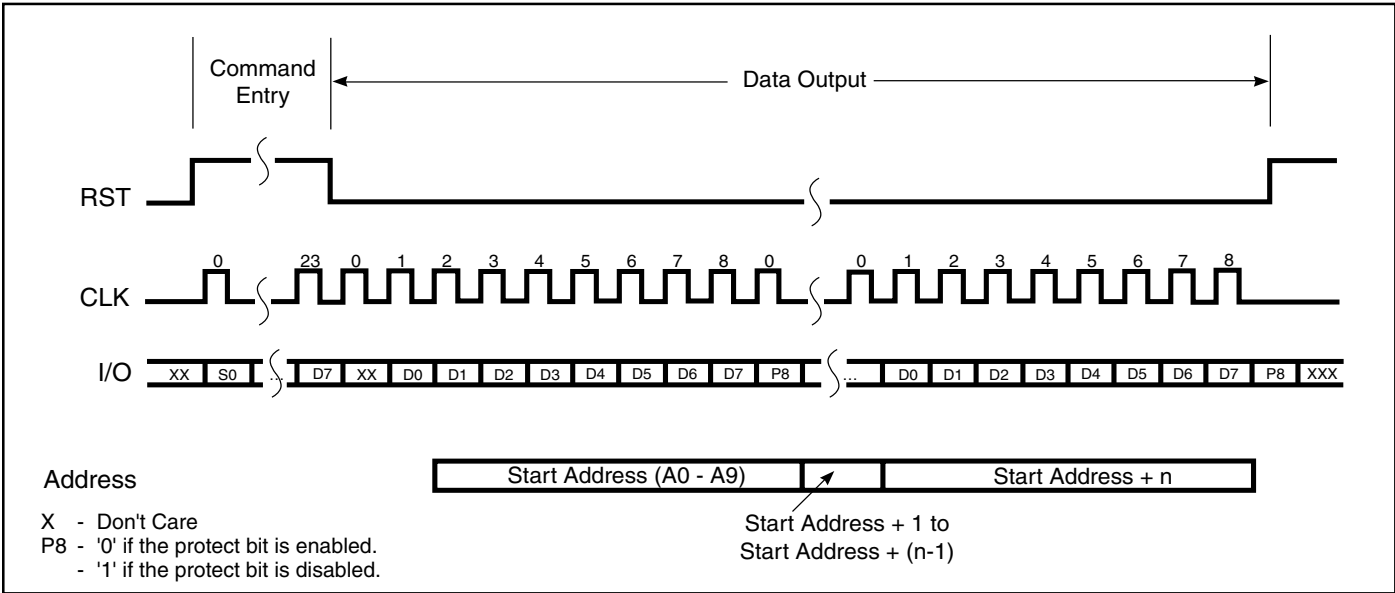 Command
Entry
Data Output
RST
0 23 0 1 2 3 4 5 6 7 8 0 0 1 2 3 4 5 6 7 8
CLK
I/O XX S0 ... D7 XX D0 D1 D2 D3 D4 D5 D6 D7 P8 ... D0 D1 D2 D3 D4 D5 D6 D7 P8 XXX
Address
Start Address (A0 - A9)
Start Address + n
Start Address + 1 to
Start Address + (n-1)
X - Don't Care
P8 - '0' if the protect bit is enabled.
- '1' if the protect bit is disabled.